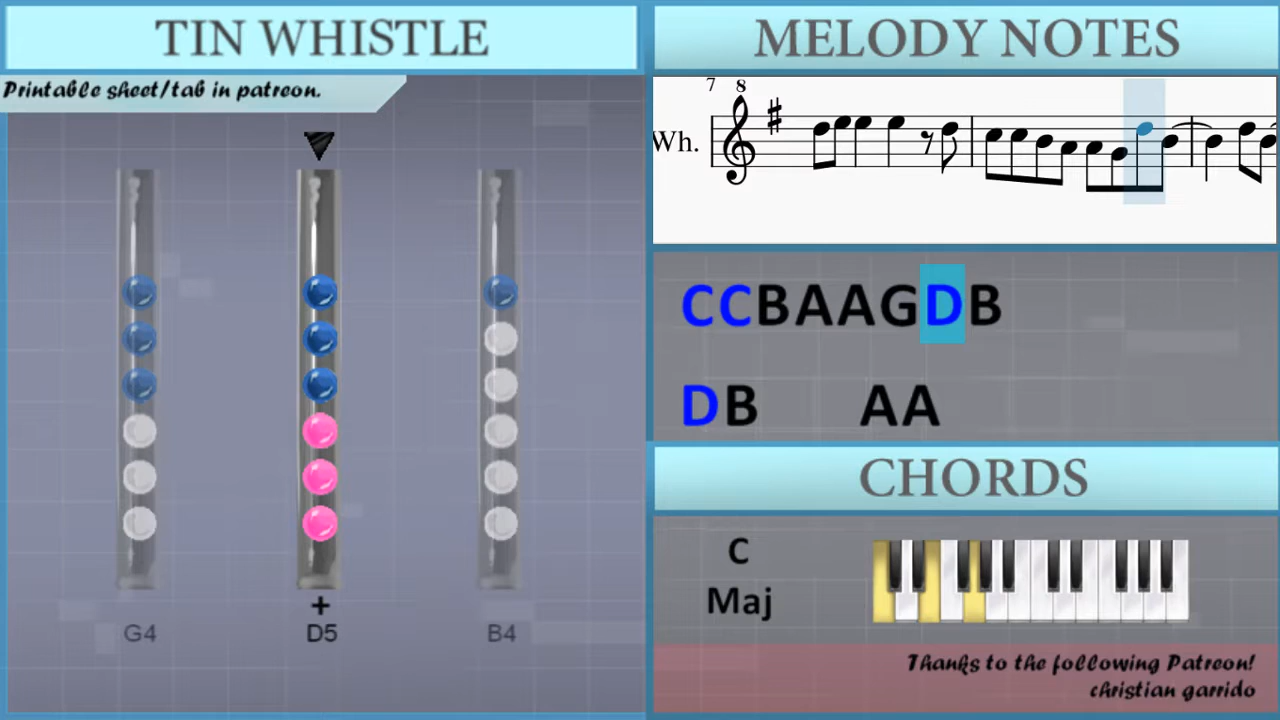 TIN WHISTLE
Printable sheet/tab in patreon.
+
G4 D5 B4
MELODY NOTES
7 8
Wh.
CCBAAGDB
DB AA
CHORDS
C
Maj
Thanks to the following Patreon!
christian garrido